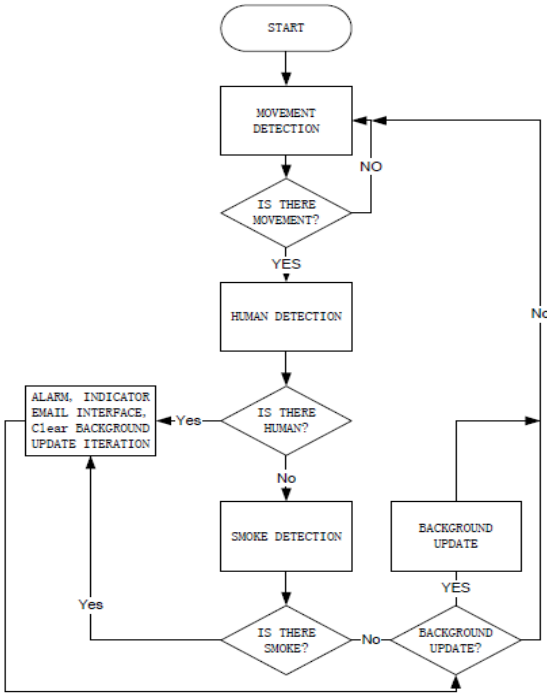 START
MOVEMENT
DETECTION
NO
IS THERE
MOVEMENT?
YES
HUMAN DETECTION
No
ALARM, INDICATOR
EMAIL INTERFACE,
Clear BACKGROUND
UPDATE ITERATION
Yes
IS THERE
HUMAN?
No
SMOKE DETECTION
BACKGROUND
UPDATE
YES
Yes
IS THERE
SMOKE?
No
BACKGROUND
UPDATE?